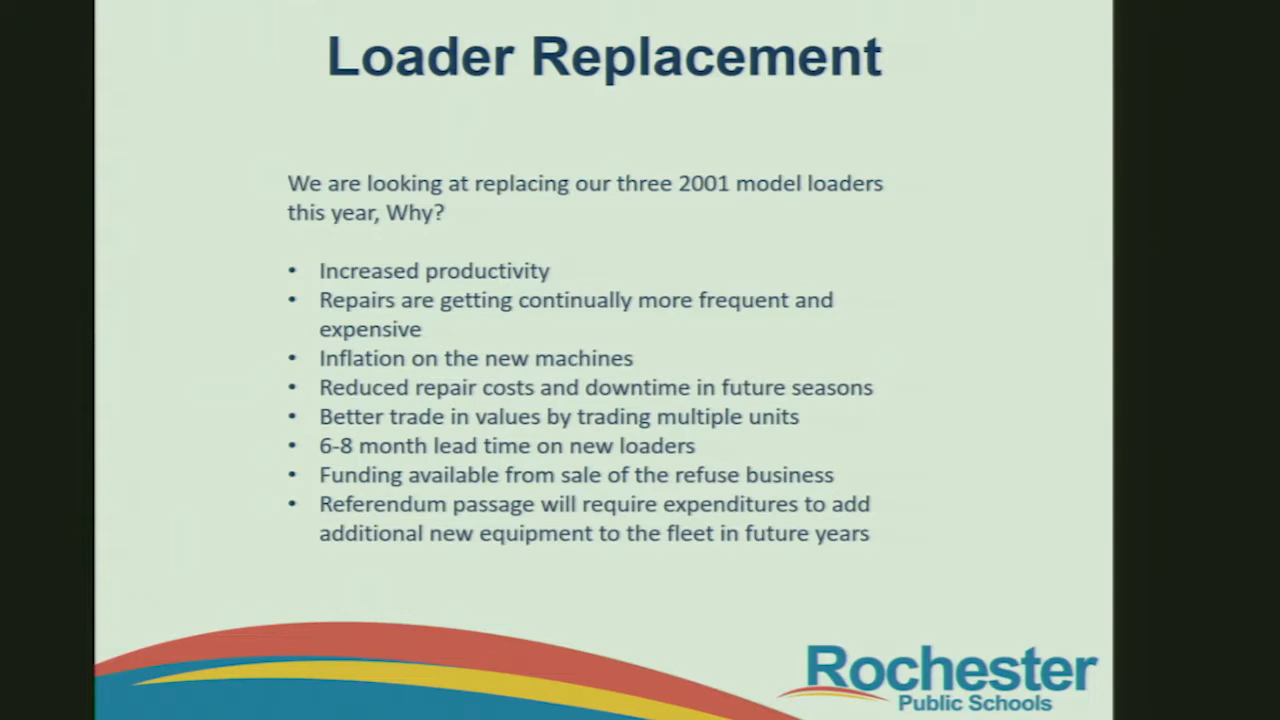 Loader Replacement
We are looking at replacing our three 2001 model loaders
this year, Why?
• Increased productivity
• Repairs are getting continually more frequent and
expensive
• Inflation on the new machines
• Reduced repair costs and downtime in future seasons
• Better trade in values by trading multiple units
• 6-8 month lead time on new loaders
• Funding available from sale of the refuse business
• Referendum passage will require expenditures to add
additional new equipment to the fleet in future years
Rochester
Public Schools